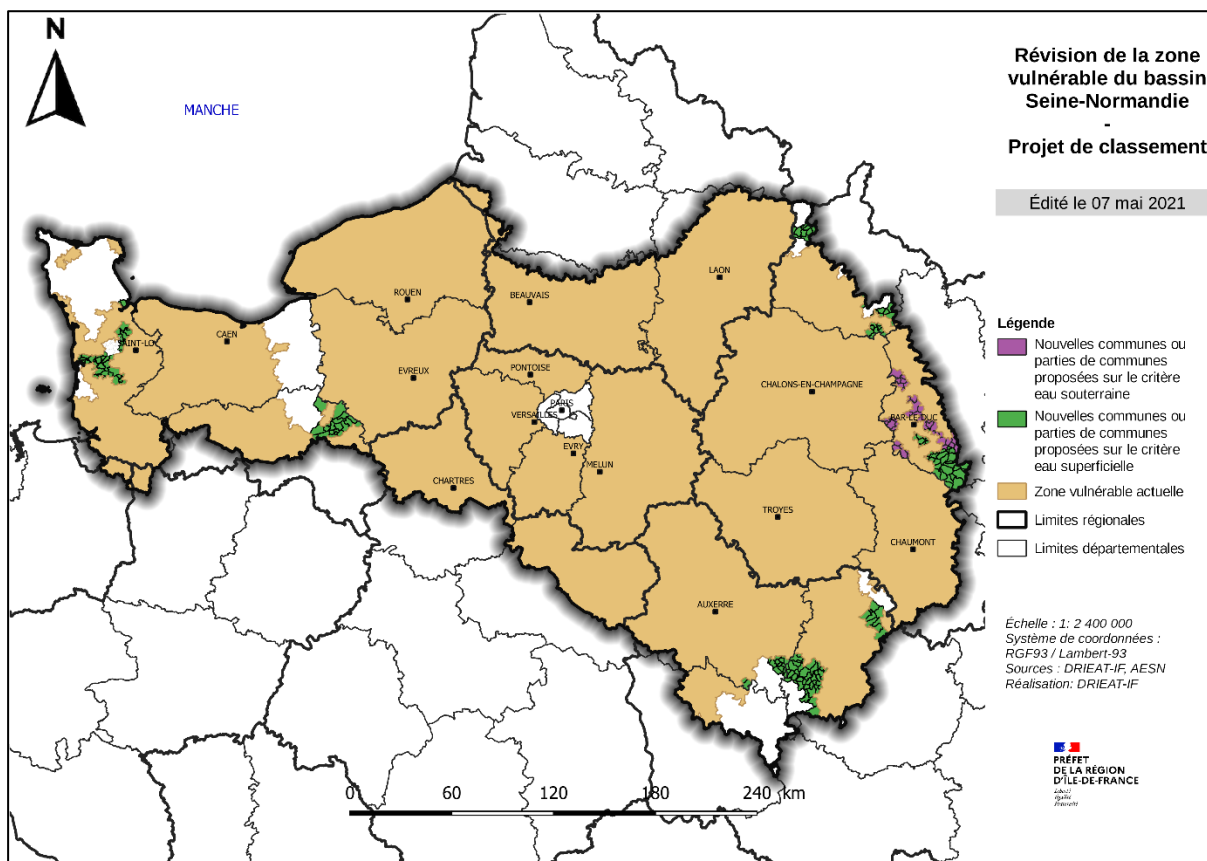 N
MANCHE
Révision de la zone
vulnérable du bassin
Seine-Normandie
-
Projet de classement
Édité le 07 mai 2021
LAON
ROUEN
BEAUVAIS
CAEN
SAINT-LO
EVREUX
PONTOISE
PARIS
VERSAILLES
EVRY
MELUN
CHALONS-EN-CHAMPAGNE
BAR-LE-DUC
CHARTRES
TROYES
CHAUMONT
AUXERRE
Légende
Nouvelles communes ou
parties de communes
proposées sur le critère
eau souterraine
Nouvelles communes ou
parties de communes
proposées sur le critère
eau superficielle
Zone vulnérable actuelle
Limites régionales
Limites départementales
Échelle : 1: 2 400 000
Système de coordonnées :
RGF93 / Lambert-93
Sources : DRIEAT-IF, AESN
Réalisation: DRIEAT-IF
PRÉFET
DE LA RÉGION
D'ÎLE-DE-FRANCE
Liberté
Égalité
Fraternité
0 60 120 180 240 km